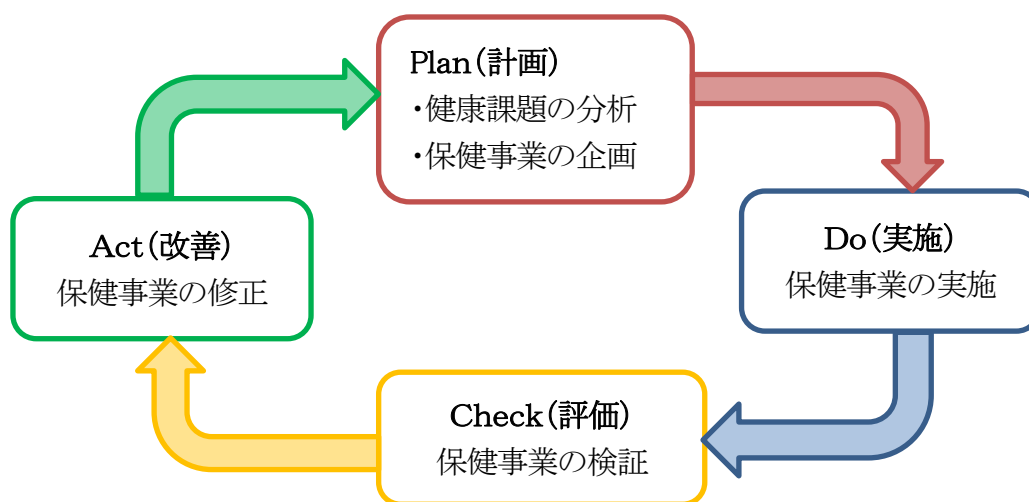 Plan(計画)
・健康課題の分析
・保健事業の企画
Do(実施)
保健事業の実施
Check(評価)
保健事業の検証
Act(改善)
保健事業の修正